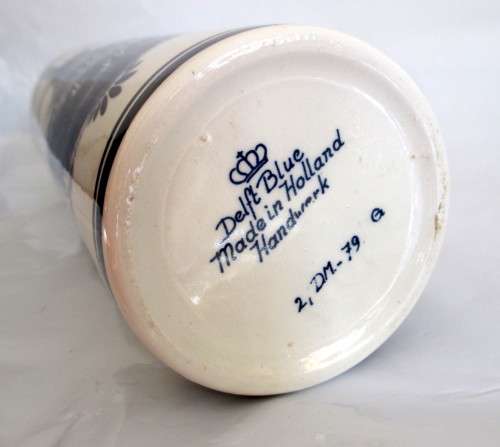 Delft Blue
Made in Holland
Handwerk
2, DM-79 G